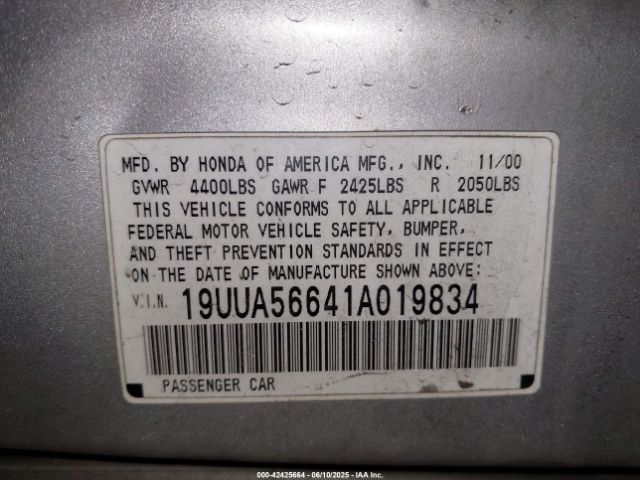 MFD. BY HONDA OF AMERICA MFG., INC. 11/00
GVWR 4400LBS GAWR F 2425LBS R 2050LBS
THIS VEHICLE CONFORMS TO ALL APPLICABLE
FEDERAL MOTOR VEHICLE SAFETY, BUMPER,
AND THEFT PREVENTION STANDARDS IN EFFECT
ON THE DATE OF MANUFACTURE SHOWN ABOVE:
V.I.N. 19UUA56641A019834
PASSENGER CAR
000-42425664 - 06/10/2025 - IAA Inc.